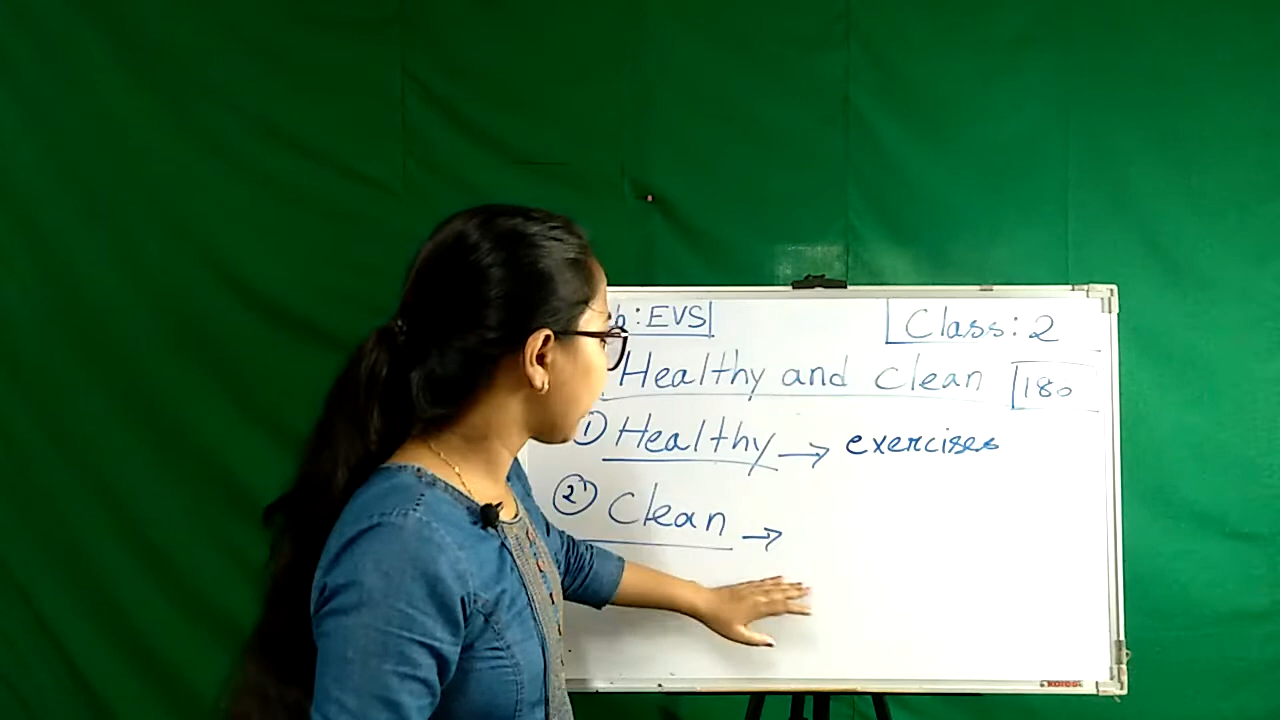 b: EVS
Class: 2
Healthy and clean
180
1 Healthy → exercises
2 Clean →